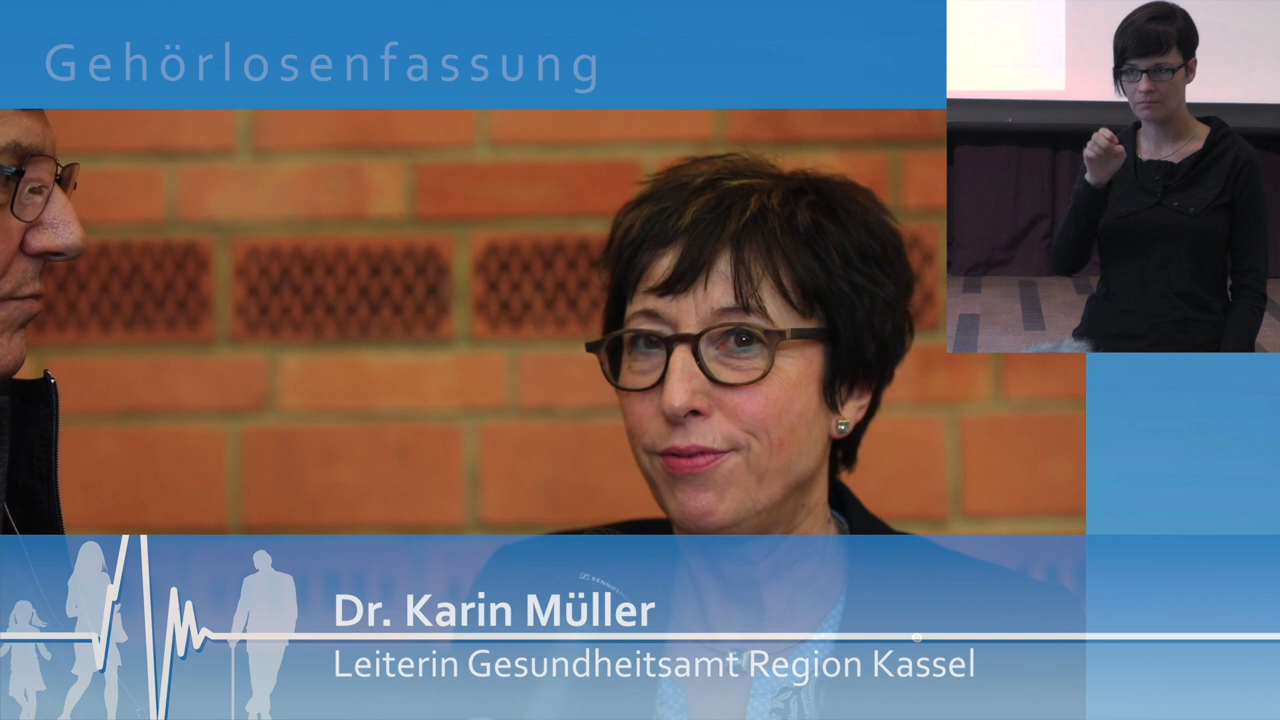 Gehörlosenfassung
Dr. Karin Müller
Leiterin Gesundheitsamt Region Kassel